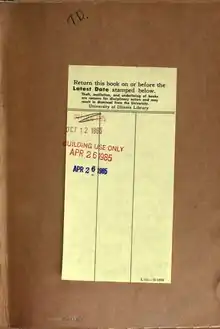 T.D.
Return this book on or before the
Latest Date stamped below.
Theft, mutilation, and underlining of books
are reasons for disciplinary action and may
result in dismissal from the University.
University of Illinois Library
OCT 12 1980
BUILDING USE ONLY
APR 26 1985
APR 26 1985